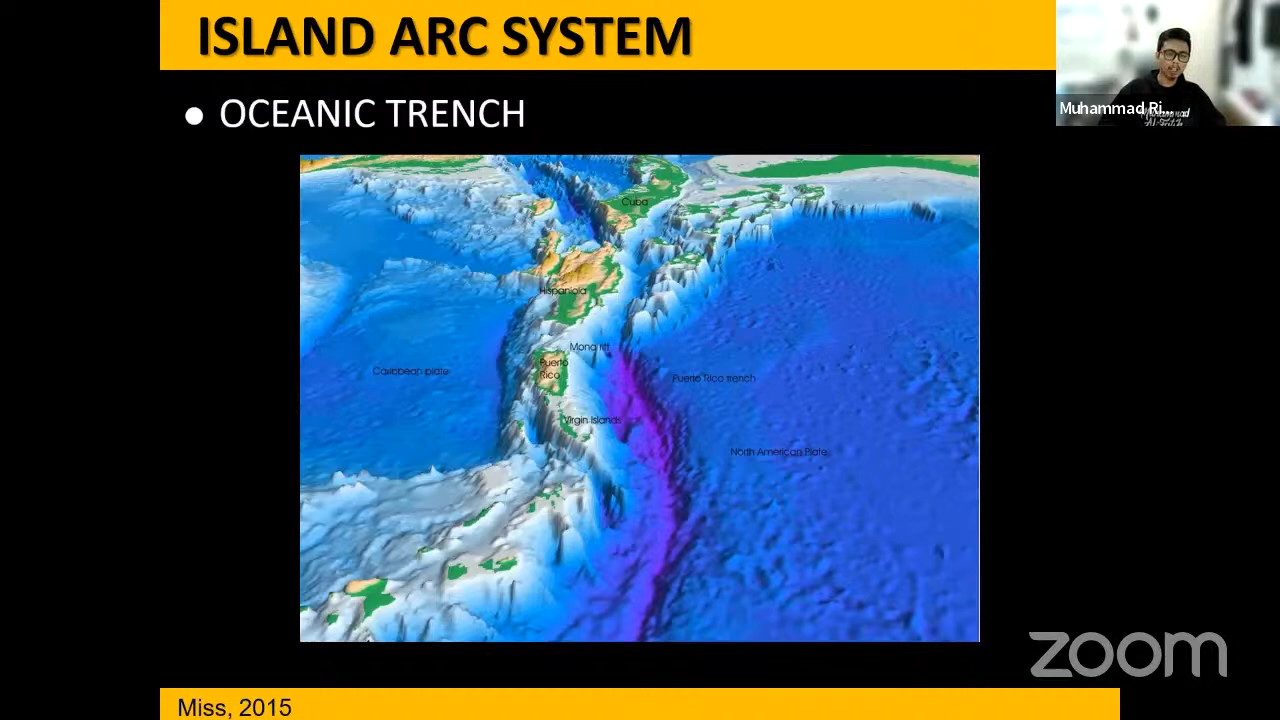 ISLAND ARC SYSTEM
● OCEANIC TRENCH
Muhammad Ri...
Cuba
Hispaniola
Mona rift
Puerto
Rico
Caribbean plate
Puerto Rico trench
Virgin Islands
North American Plate
zoom
Miss, 2015